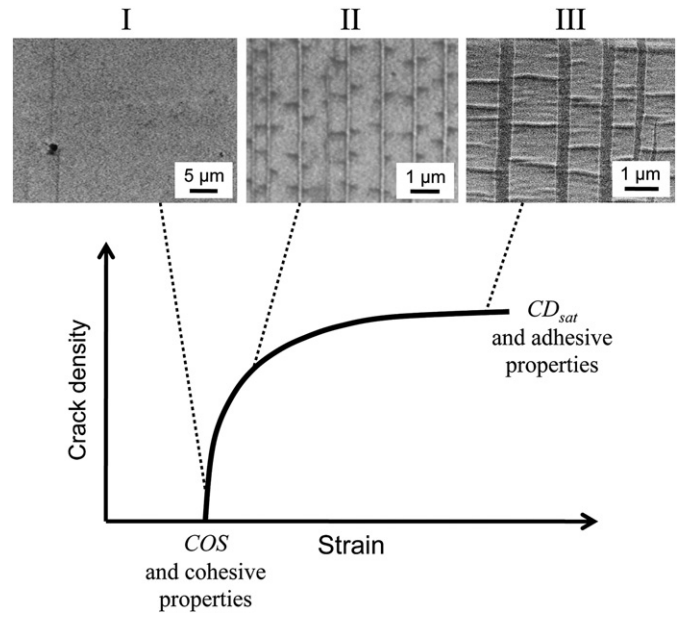 I II III
5 µm
1 µm
1 µm
Crack density
CDsat
and adhesive
properties
COS
and cohesive
properties
Strain